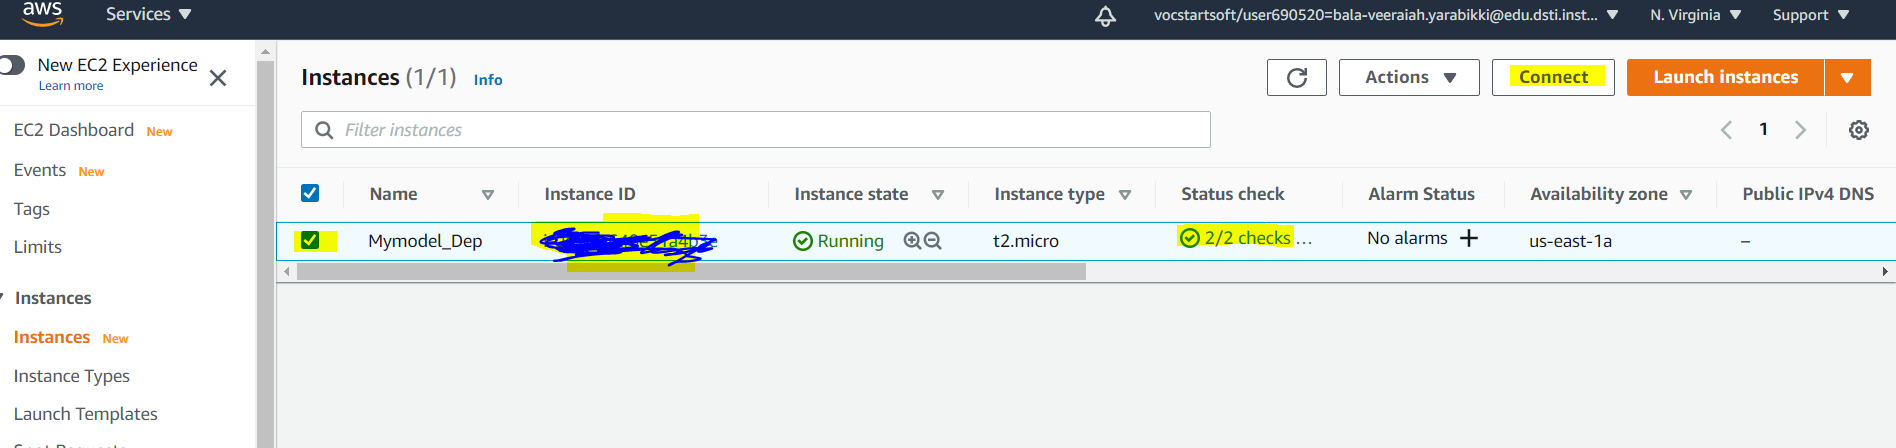 aws
Services
vocstartsoft/user690520=bala-veeraiah.yarabikki@edu.dsti.inst...
N. Virginia
Support
New EC2 Experience
Learn more
EC2 Dashboard New
Events New
Tags
Limits
Instances
Instances New
Instance Types
Launch Templates
Instances (1/1) Info
Actions
Connect
Launch instances
Filter instances
1
Name Instance ID Instance state Instance type Status check Alarm Status Availability zone Public IPv4 DNS
Mymodel_Dep Running t2.micro 2/2 checks ... No alarms + us-east-1a –